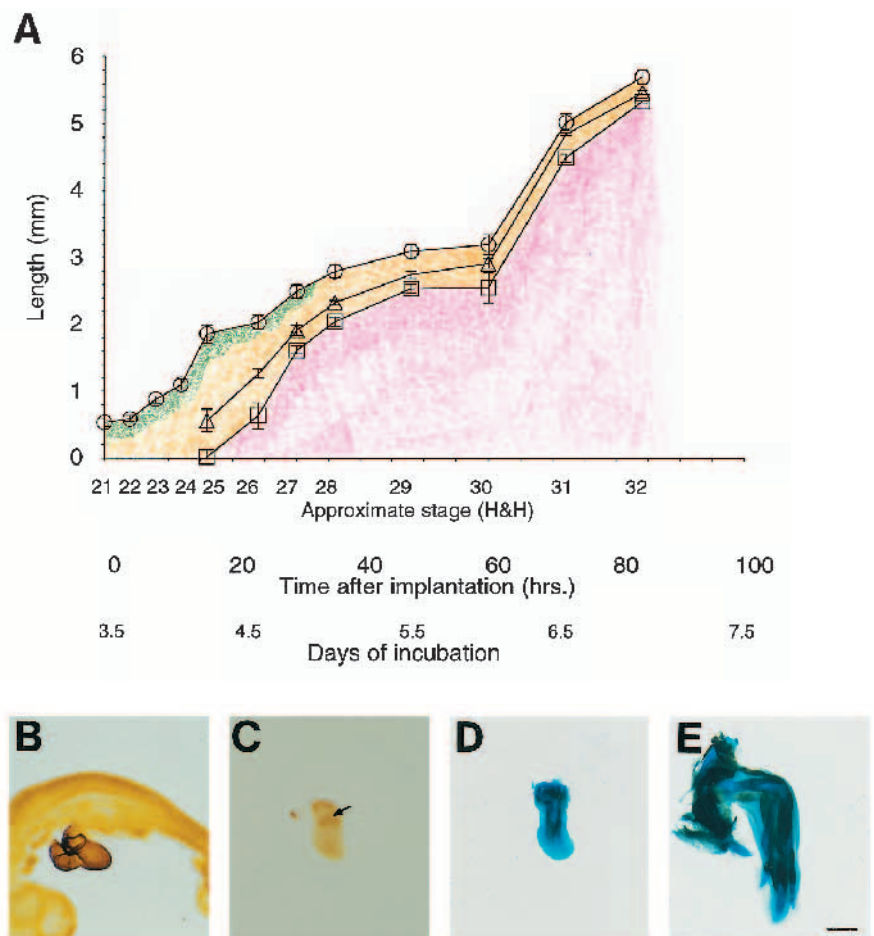 A
6
5
4
3
2
1
0
Length (mm)
21 22 23 24 25 26 27 28 29 30 31 32
Approximate stage (H&H)
0 20 40 60 80 100
Time after implantation (hrs.)
3.5 4.5 5.5 6.5 7.5
Days of incubation
B C D E